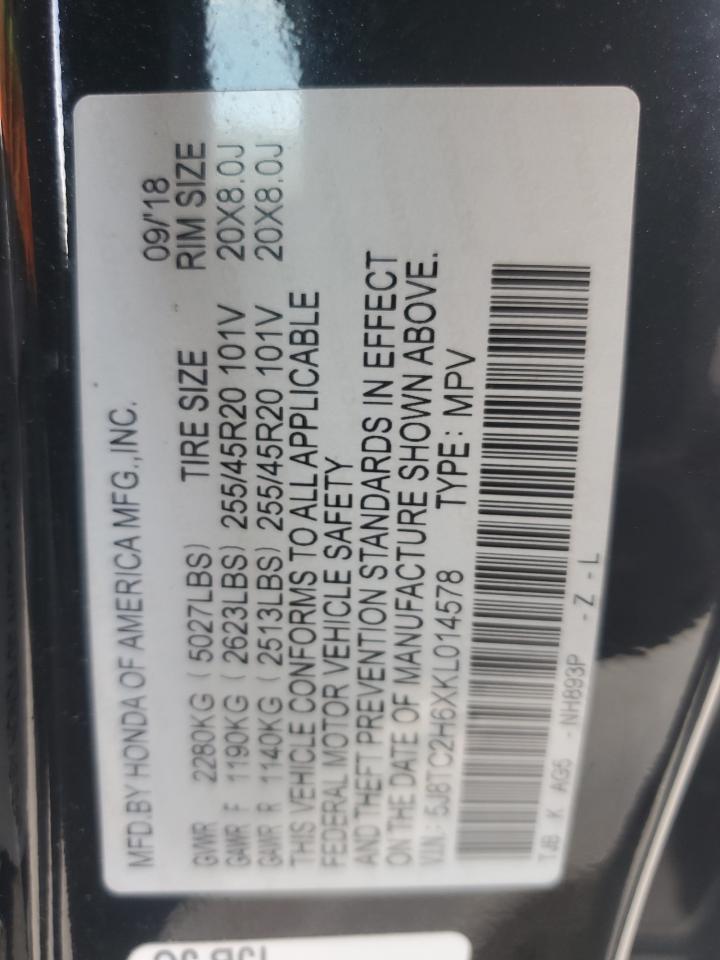 MFD.BY HONDA OF AMERICA MFG.,INC. 09/'18
GVWR 2280KG (5027LBS) TIRE SIZE RIM SIZE
GAWR F 1190KG (2623LBS) 255/45R20 101V 20X8.0J
GAWR R 1140KG (2513LBS) 255/45R20 101V 20X8.0J
THIS VEHICLE CONFORMS TO ALL APPLICABLE
FEDERAL MOTOR VEHICLE SAFETY
AND THEFT PREVENTION STANDARDS IN EFFECT
ON THE DATE OF MANUFACTURE SHOWN ABOVE.
V.I.N.: 5J8TC2H6XKL014578 TYPE: MPV
TJB K AG5 -NH893P -Z-L